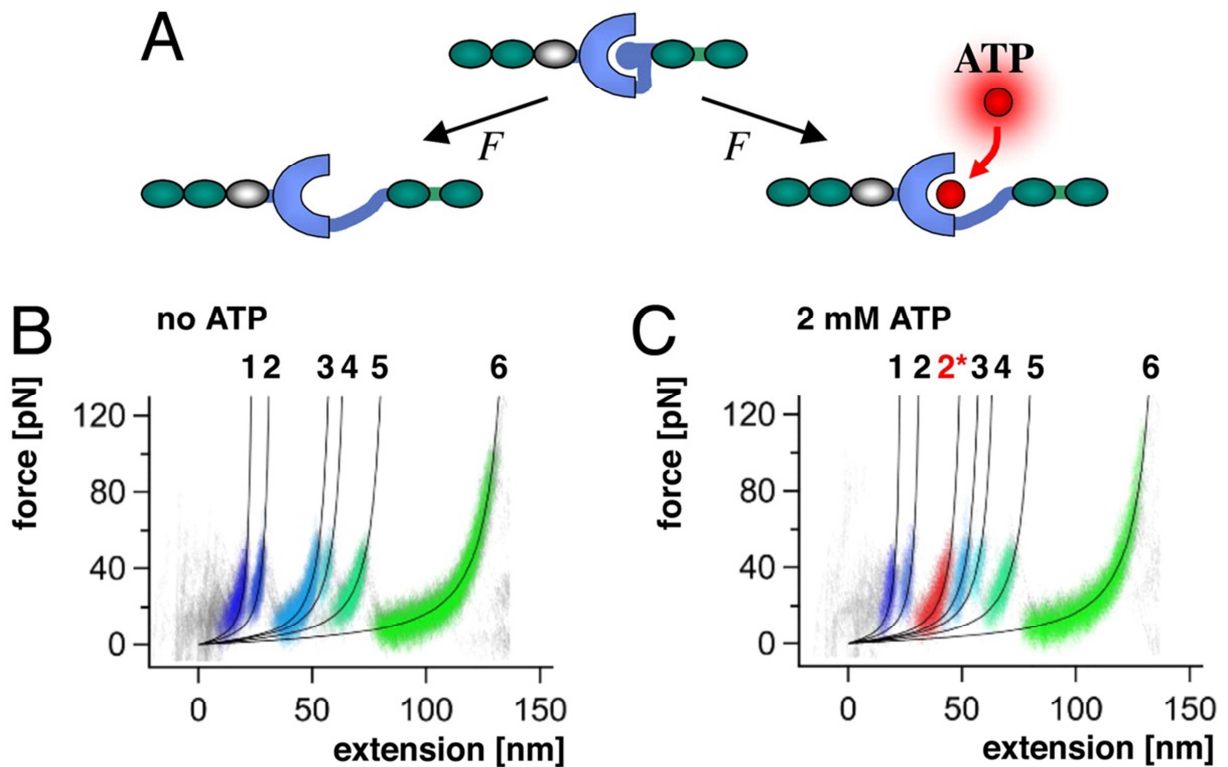 A
ATP
F
F
B
no ATP
1 2 3 4 5 6
force [pN]
120
80
40
0
0 50 100 150
extension [nm]
C
2 mM ATP
1 2 2* 3 4 5 6
force [pN]
120
80
40
0
0 50 100 150
extension [nm]